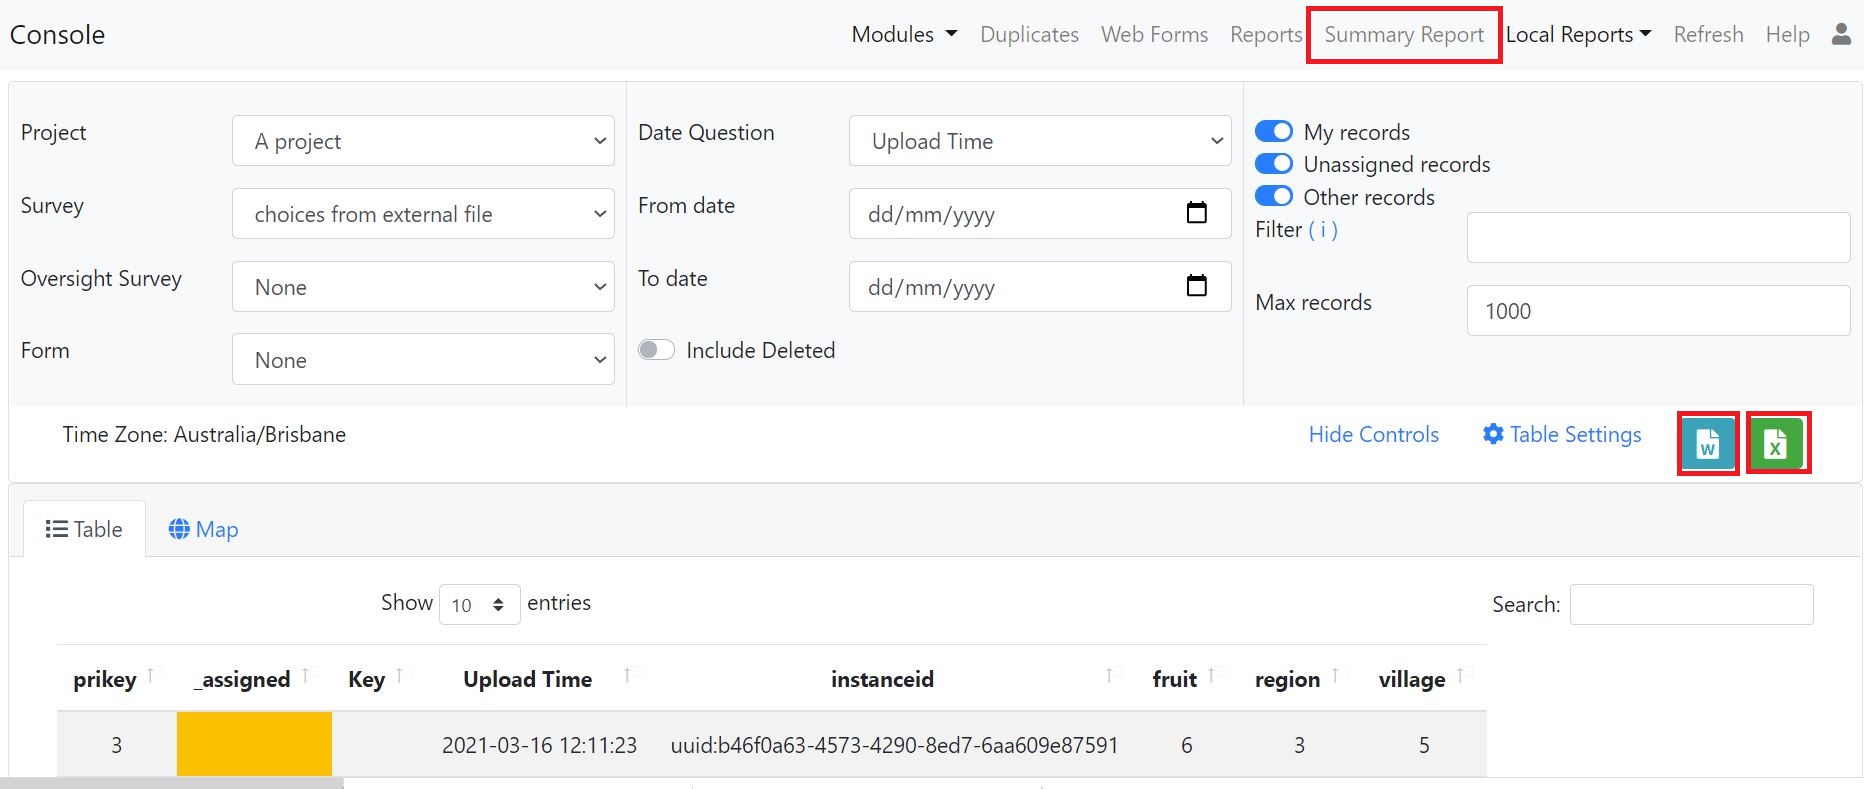 Console
Modules Duplicates Web Forms Reports Summary Report Local Reports Refresh Help
Project
A project
Survey
choices from external file
Oversight Survey
None
Form
None
Date Question
Upload Time
From date
dd/mm/yyyy
To date
dd/mm/yyyy
Include Deleted
My records
Unassigned records
Other records
Filter ( i )
Max records
1000
Time Zone: Australia/Brisbane
Hide Controls
Table Settings
W
X
Table
Map
Show 10 entries
Search:
prikey _assigned Key Upload Time instanceid fruit region village
3 2021-03-16 12:11:23 uuid:b46f0a63-4573-4290-8ed7-6aa609e87591 6 3 5